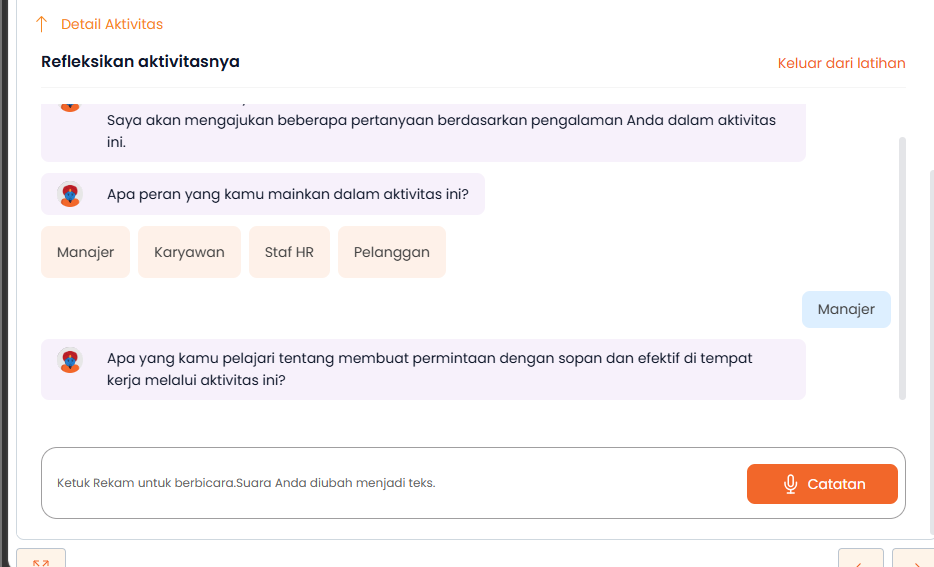 Detail Aktivitas
Refleksikan aktivitasnya
Keluar dari latihan
Saya akan mengajukan beberapa pertanyaan berdasarkan pengalaman Anda dalam aktivitas
ini.
Apa peran yang kamu mainkan dalam aktivitas ini?
Manajer
Karyawan
Staf HR
Pelanggan
Manajer
Apa yang kamu pelajari tentang membuat permintaan dengan sopan dan efektif di tempat
kerja melalui aktivitas ini?
Ketuk Rekam untuk berbicara.Suara Anda diubah menjadi teks.
Catatan